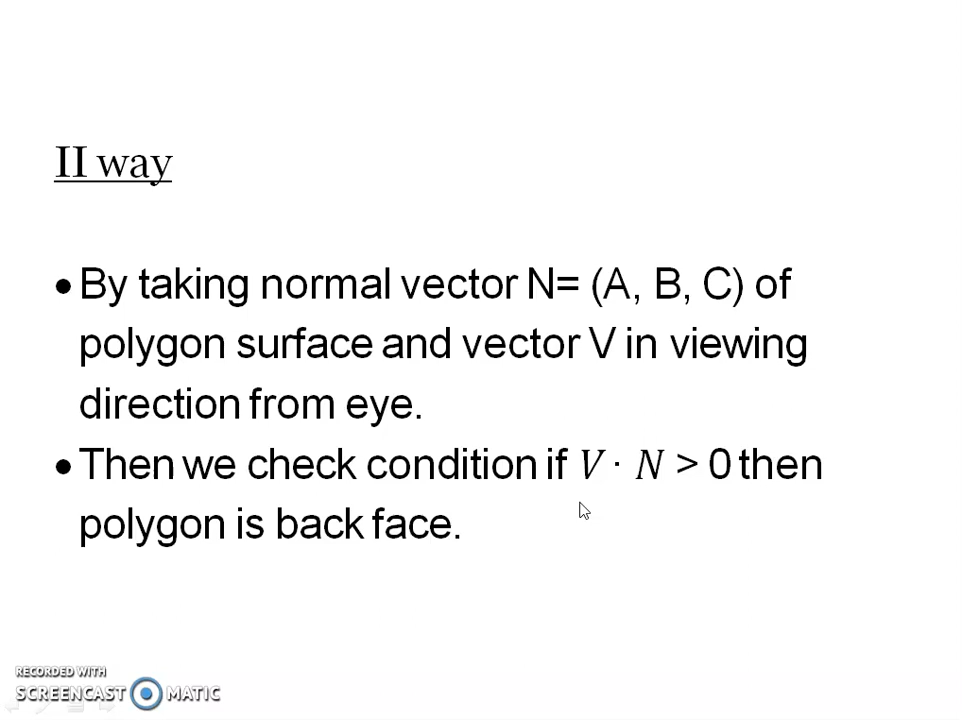 II way
• By taking normal vector N= (A, B, C) of
polygon surface and vector V in viewing
direction from eye.
• Then we check condition if V · N > 0 then
polygon is back face.
RECORDED WITH
SCREENCAST MATIC